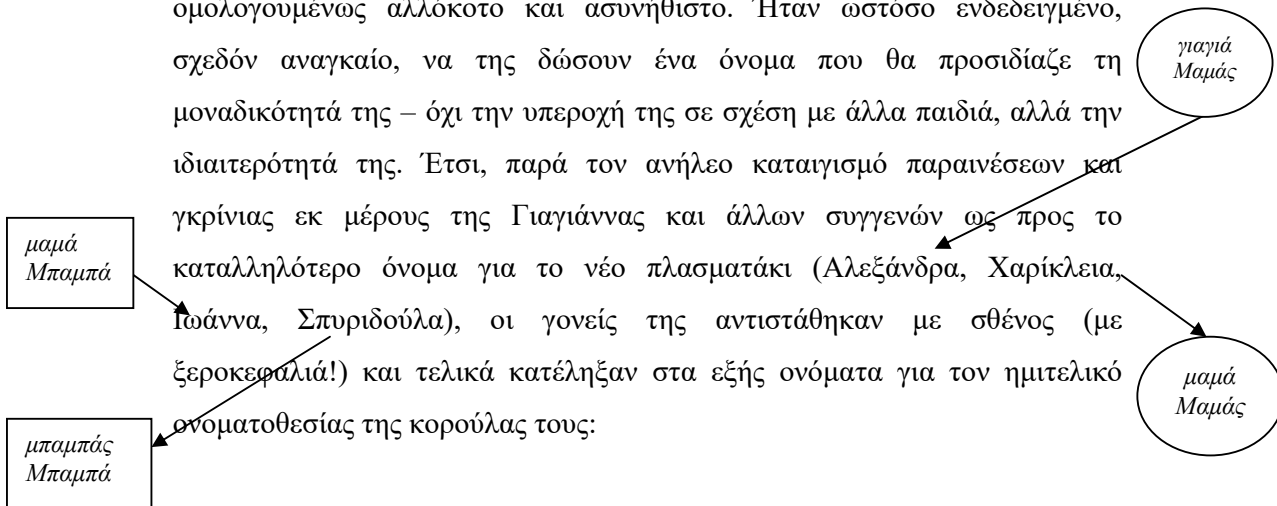 ομολογουμένως αλλόκοτο και ασυνήθιστο. Ήταν ωστόσο ενδεδειγμένο,
σχεδόν αναγκαίο, να της δώσουν ένα όνομα που θα προσιδίαζε τη
μοναδικότητά της – όχι την υπεροχή της σε σχέση με άλλα παιδιά, αλλά την
ιδιαιτερότητά της. Έτσι, παρά τον ανήλεο καταιγισμό παραινέσεων και
γκρίνιας εκ μέρους της Γιαγιάννας και άλλων συγγενών ως προς το
καταλληλότερο όνομα για το νέο πλασματάκι (Αλεξάνδρα, Χαρίκλεια,
Ιωάννα, Σπυριδούλα), οι γονείς της αντιστάθηκαν με σθένος (με
ξεροκεφαλιά!) και τελικά κατέληξαν στα εξής ονόματα για τον ημιτελικό
ονοματοθεσίας της κορούλας τους:
γιαγιά
Μαμάς
μαμά
Μπαμπά
μαμά
Μαμάς
μπαμπάς
Μπαμπά